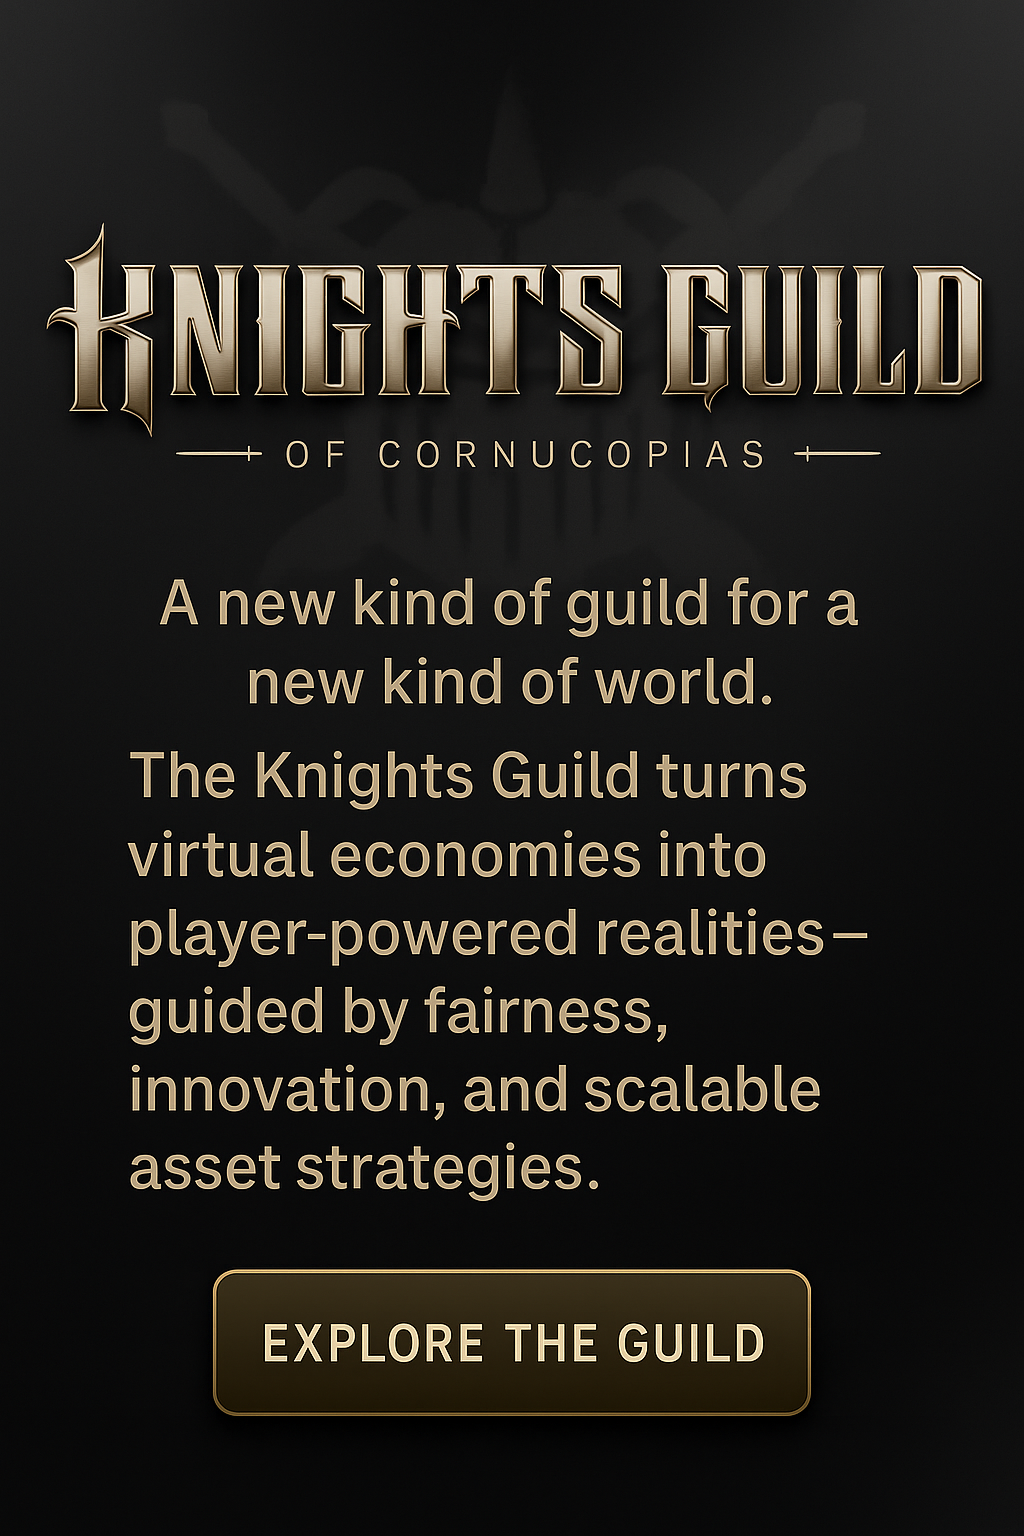 KNIGHTS GUILD
OF CORNUCOPIAS
A new kind of guild for a
new kind of world.
The Knights Guild turns
virtual economies into
player-powered realities—
guided by fairness,
innovation, and scalable
asset strategies.
EXPLORE THE GUILD